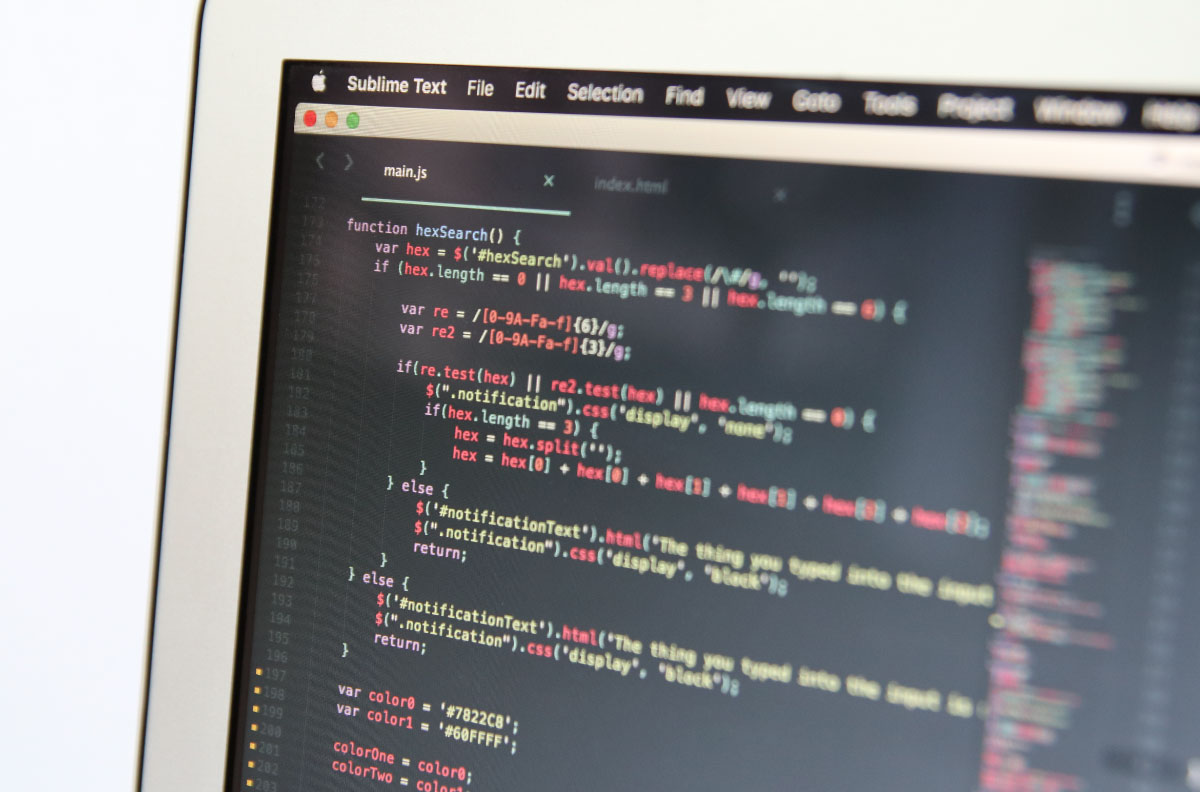 Sublime Text File Edit Selection Find View Goto Tools Project Window Help
main.js index.html
172
173 function hexSearch() {
174 var hex = $('#hexSearch').val().replace(/\#/g, '');
175 if (hex.length == 0 || hex.length == 3 || hex.length == 6) {
176
177 var re = /[0-9A-Fa-f]{6}/g;
178 var re2 = /[0-9A-Fa-f]{3}/g;
179
180 if(re.test(hex) || re2.test(hex) || hex.length == 0) {
181 $(".notification").css("display", "none");
182 if(hex.length == 3) {
183 hex = hex.split('');
184 hex = hex[0] + hex[0] + hex[1] + hex[1] + hex[2] + hex[2];
185 }
186 } else {
187 $('#notificationText').html("The thing you typed into the input
188 $(".notification").css("display", "block");
189 return;
190 }
191 } else {
192 $('#notificationText').html("The thing you typed into the input is
193 $(".notification").css("display", "block");
194 return;
195 }
196
197 var color0 = '#7822C8';
198 var color1 = '#60FFFF';
199
200 colorOne = color0;
201 colorTwo = color1;
202
203